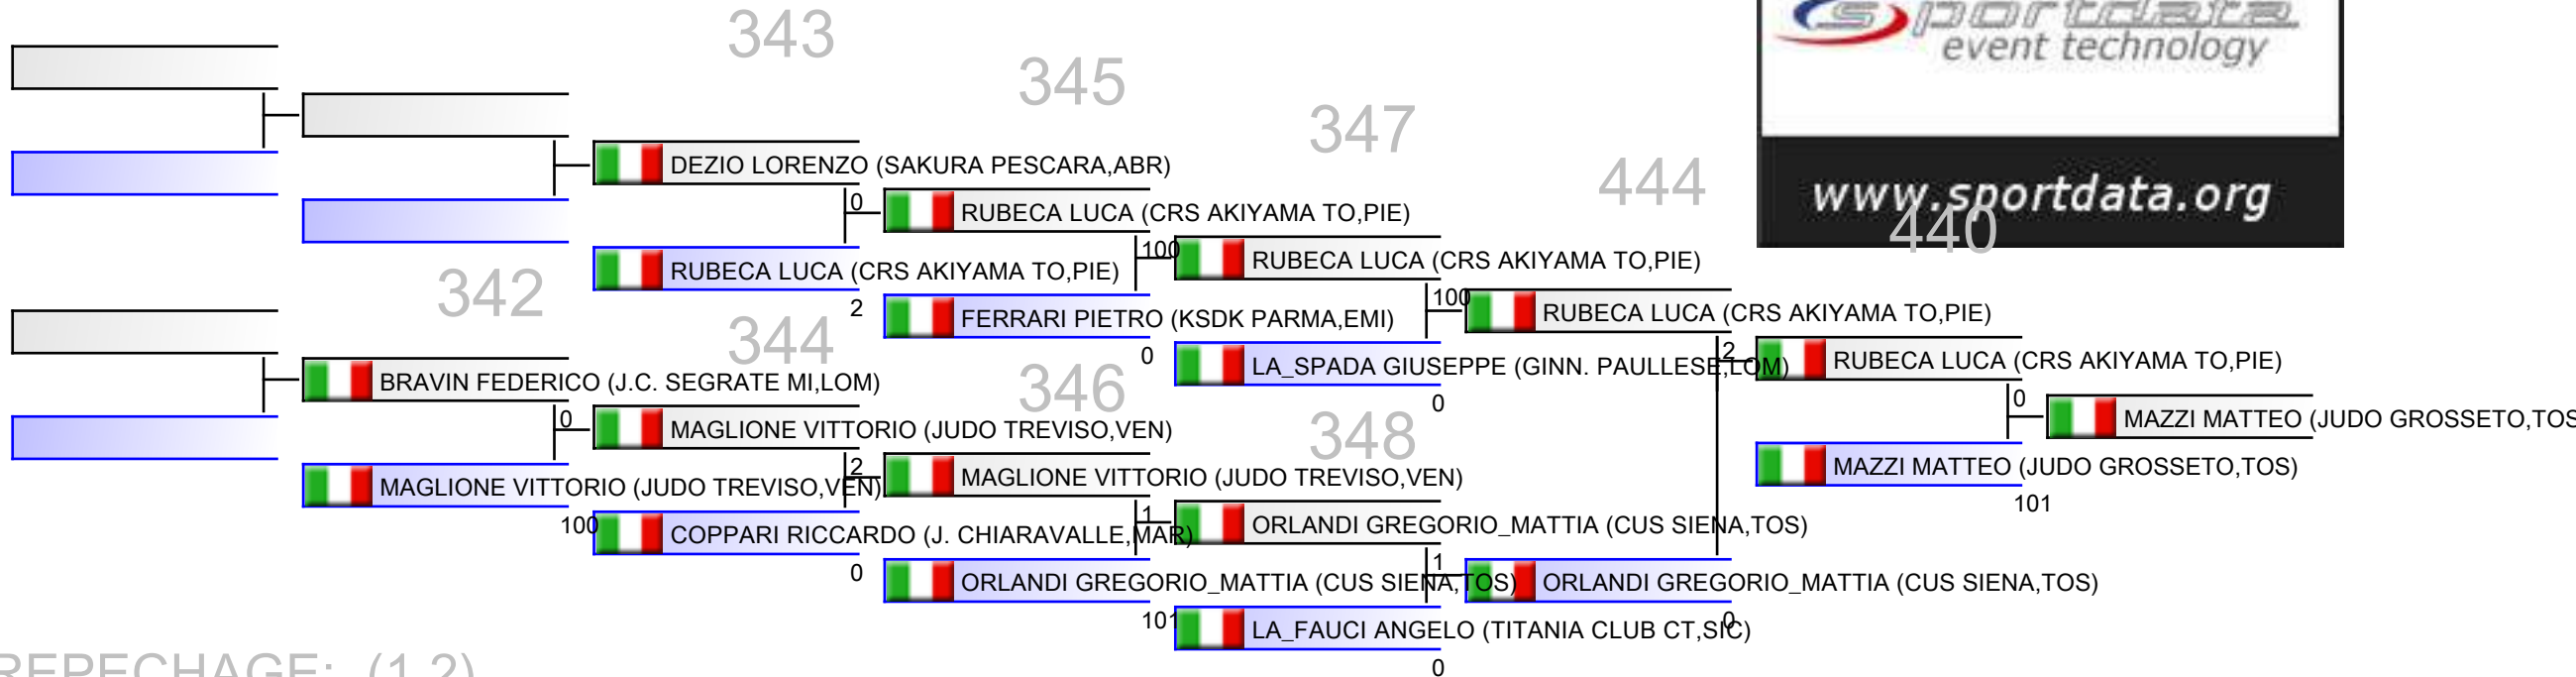 343
sportdata
event technology
345
347
444
www.sportdata.org
440
DEZIO LORENZO (SAKURA PESCARA,ABR)
0
RUBECA LUCA (CRS AKIYAMA TO,PIE)
100
RUBECA LUCA (CRS AKIYAMA TO,PIE)
RUBECA LUCA (CRS AKIYAMA TO,PIE)
2
342
FERRARI PIETRO (KSDK PARMA,EMI)
0
100
RUBECA LUCA (CRS AKIYAMA TO,PIE)
344
LA_SPADA GIUSEPPE (GINN. PAULLESE,LOM)
0
2
RUBECA LUCA (CRS AKIYAMA TO,PIE)
BRAVIN FEDERICO (J.C. SEGRATE MI,LOM)
346
0
MAGLIONE VITTORIO (JUDO TREVISO,VEN)
348
0
MAZZI MATTEO (JUDO GROSSETO,TOS
MAGLIONE VITTORIO (JUDO TREVISO,VEN)
100
2
MAGLIONE VITTORIO (JUDO TREVISO,VEN)
MAZZI MATTEO (JUDO GROSSETO,TOS)
101
COPPARI RICCARDO (J. CHIARAVALLE,MAR)
0
1
ORLANDI GREGORIO_MATTIA (CUS SIENA,TOS)
ORLANDI GREGORIO_MATTIA (CUS SIENA,TOS)
101
1
ORLANDI GREGORIO_MATTIA (CUS SIENA,TOS)
0
LA_FAUCI ANGELO (TITANIA CLUB CT,SIC)
0
REPECHAGE: (1,2)